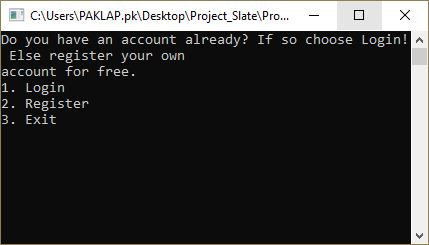 C:\Users\PAKLAP.pk\Desktop\Project_Slate\Pro...
Do you have an account already? If so choose Login!
 Else register your own
account for free.
1. Login
2. Register
3. Exit